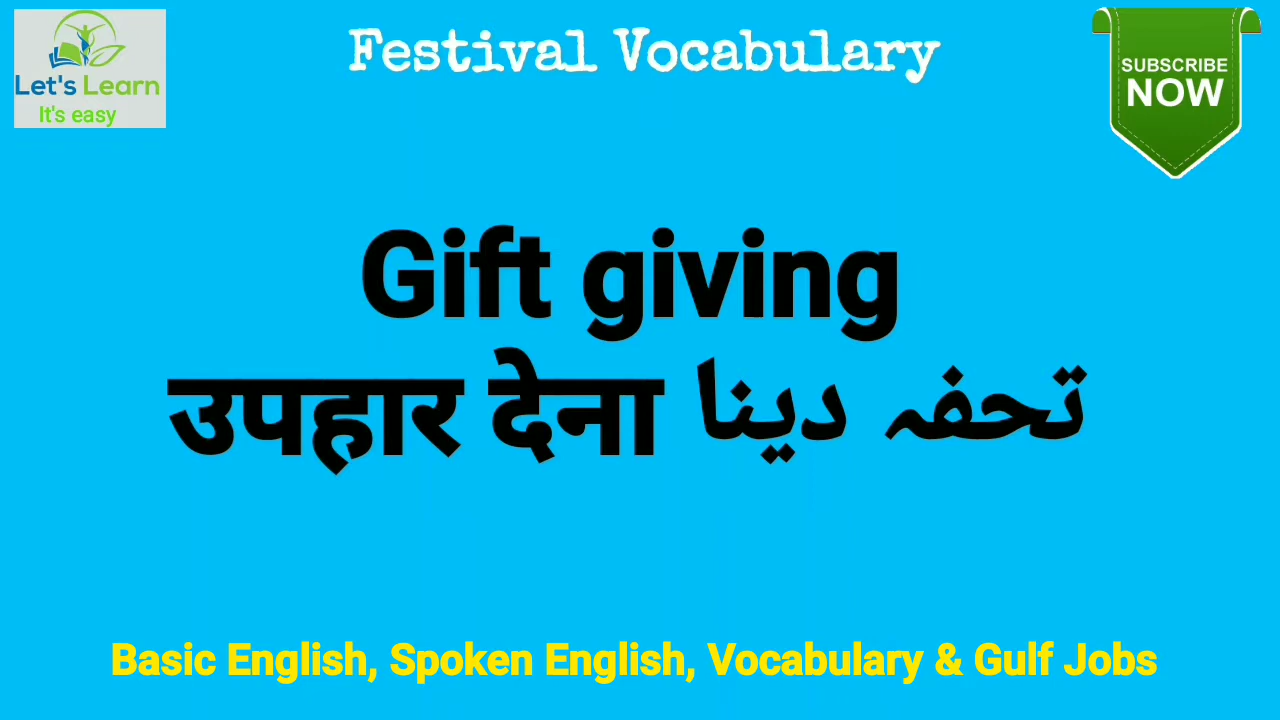 Let's Learn
It's easy
Festival Vocabulary
SUBSCRIBE
NOW
Gift giving
उपहार देना تحفہ دینا
Basic English, Spoken English, Vocabulary & Gulf Jobs